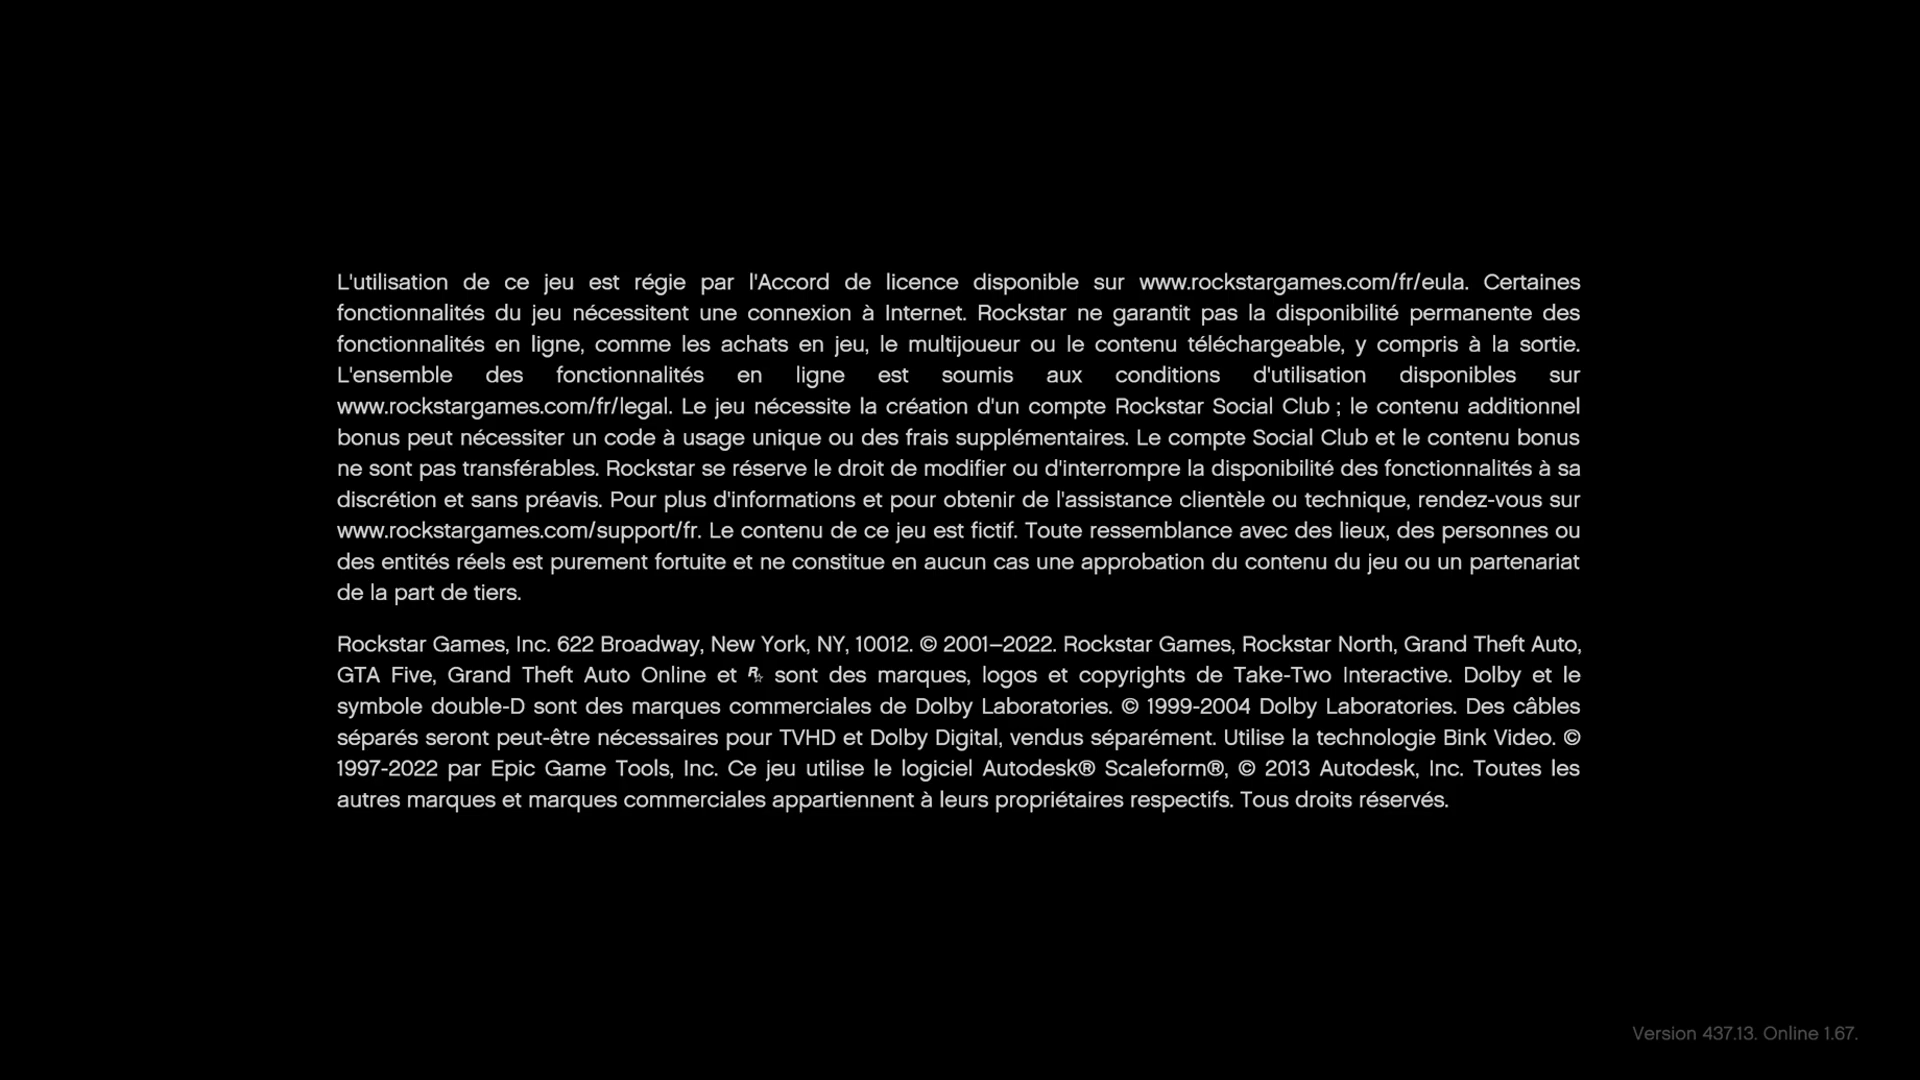 L'utilisation de ce jeu est régie par l'Accord de licence disponible sur www.rockstargames.com/fr/eula. Certaines
fonctionnalités du jeu nécessitent une connexion à Internet. Rockstar ne garantit pas la disponibilité permanente des
fonctionnalités en ligne, comme les achats en jeu, le multijoueur ou le contenu téléchargeable, y compris à la sortie.
L'ensemble des fonctionnalités en ligne est soumis aux conditions d'utilisation disponibles sur
www.rockstargames.com/fr/legal. Le jeu nécessite la création d'un compte Rockstar Social Club ; le contenu additionnel
bonus peut nécessiter un code à usage unique ou des frais supplémentaires. Le compte Social Club et le contenu bonus
ne sont pas transférables. Rockstar se réserve le droit de modifier ou d'interrompre la disponibilité des fonctionnalités à sa
discrétion et sans préavis. Pour plus d'informations et pour obtenir de l'assistance clientèle ou technique, rendez-vous sur
www.rockstargames.com/support/fr. Le contenu de ce jeu est fictif. Toute ressemblance avec des lieux, des personnes ou
des entités réels est purement fortuite et ne constitue en aucun cas une approbation du contenu du jeu ou un partenariat
de la part de tiers.
Rockstar Games, Inc. 622 Broadway, New York, NY, 10012. © 2001–2022. Rockstar Games, Rockstar North, Grand Theft Auto,
GTA Five, Grand Theft Auto Online et R☆ sont des marques, logos et copyrights de Take-Two Interactive. Dolby et le
symbole double-D sont des marques commerciales de Dolby Laboratories. © 1999-2004 Dolby Laboratories. Des câbles
séparés seront peut-être nécessaires pour TVHD et Dolby Digital, vendus séparément. Utilise la technologie Bink Video. ©
1997-2022 par Epic Game Tools, Inc. Ce jeu utilise le logiciel Autodesk® Scaleform®, © 2013 Autodesk, Inc. Toutes les
autres marques et marques commerciales appartiennent à leurs propriétaires respectifs. Tous droits réservés.
Version 437.13. Online 1.67.